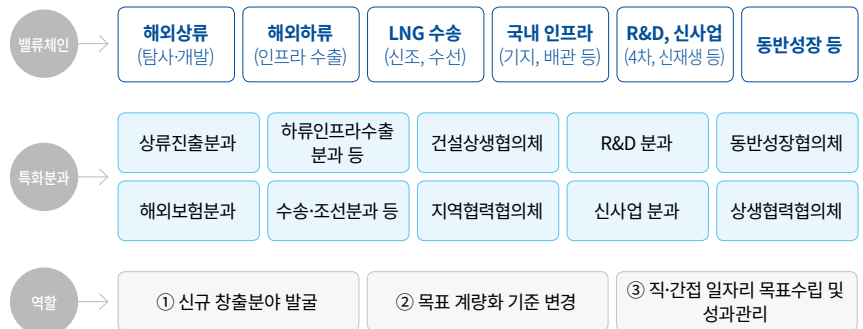 밸류체인
해외상류
(탐사·개발)
해외하류
(인프라 수출)
LNG 수송
(신조, 수선)
국내 인프라
(기지, 배관 등)
R&D, 신사업
(4차, 신재생 등)
동반성장 등
특화분과
상류진출분과
하류인프라수출
분과 등
건설상생협의체
R&D 분과
동반성장협의체
해외보험분과
수송·조선분과 등
지역협력협의체
신사업 분과
상생협력협의체
역할
① 신규 창출분야 발굴
② 목표 계량화 기준 변경
③ 직·간접 일자리 목표수립 및
성과관리